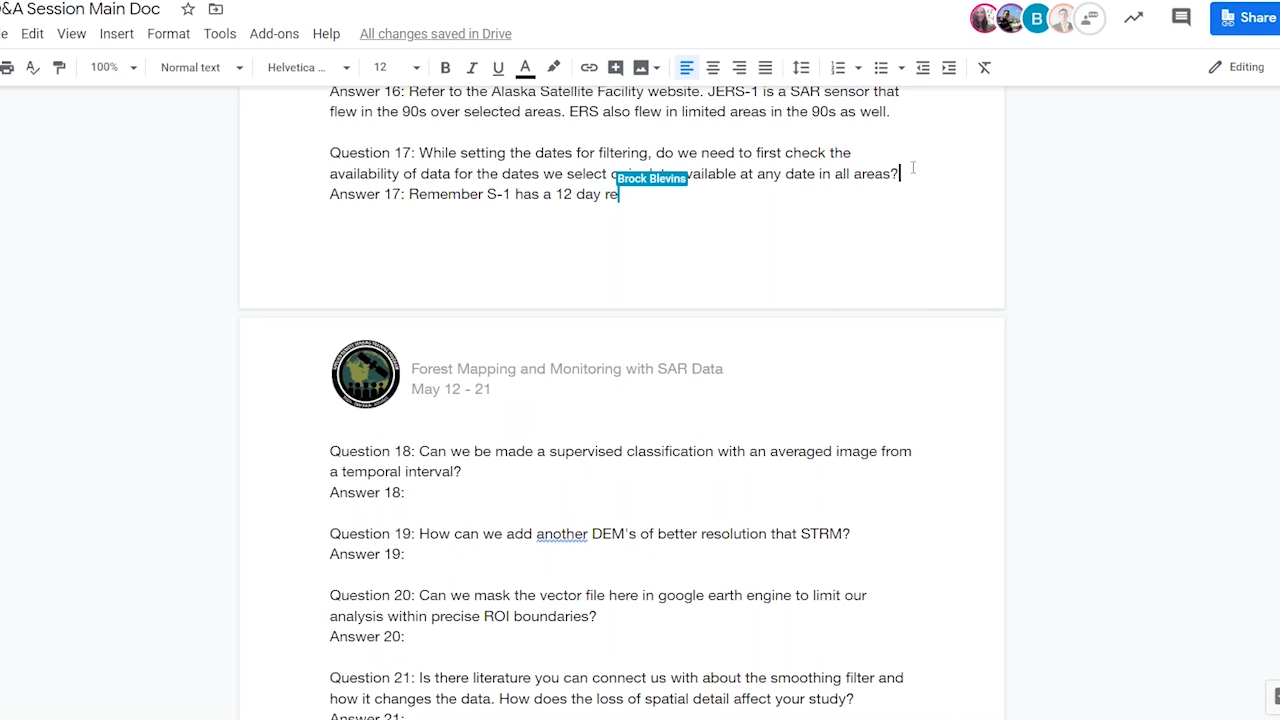 &A Session Main Doc
Edit View Insert Format Tools Add-ons Help All changes saved in Drive
B
Share
100% Normal text Helvetica ... 12 B I U A Editing
Answer 16: Refer to the Alaska Satellite Facility website. JERS-1 is a SAR sensor that
flew in the 90s over selected areas. ERS also flew in limited areas in the 90s as well.
Question 17: While setting the dates for filtering, do we need to first check the
availability of data for the dates we select available at any date in all areas?
Brock Blevins
Answer 17: Remember S-1 has a 12 day re
Forest Mapping and Monitoring with SAR Data
May 12 - 21
Question 18: Can we be made a supervised classification with an averaged image from
a temporal interval?
Answer 18:
Question 19: How can we add another DEM's of better resolution that STRM?
Answer 19:
Question 20: Can we mask the vector file here in google earth engine to limit our
analysis within precise ROI boundaries?
Answer 20:
Question 21: Is there literature you can connect us with about the smoothing filter and
how it changes the data. How does the loss of spatial detail affect your study?
Answer 21: